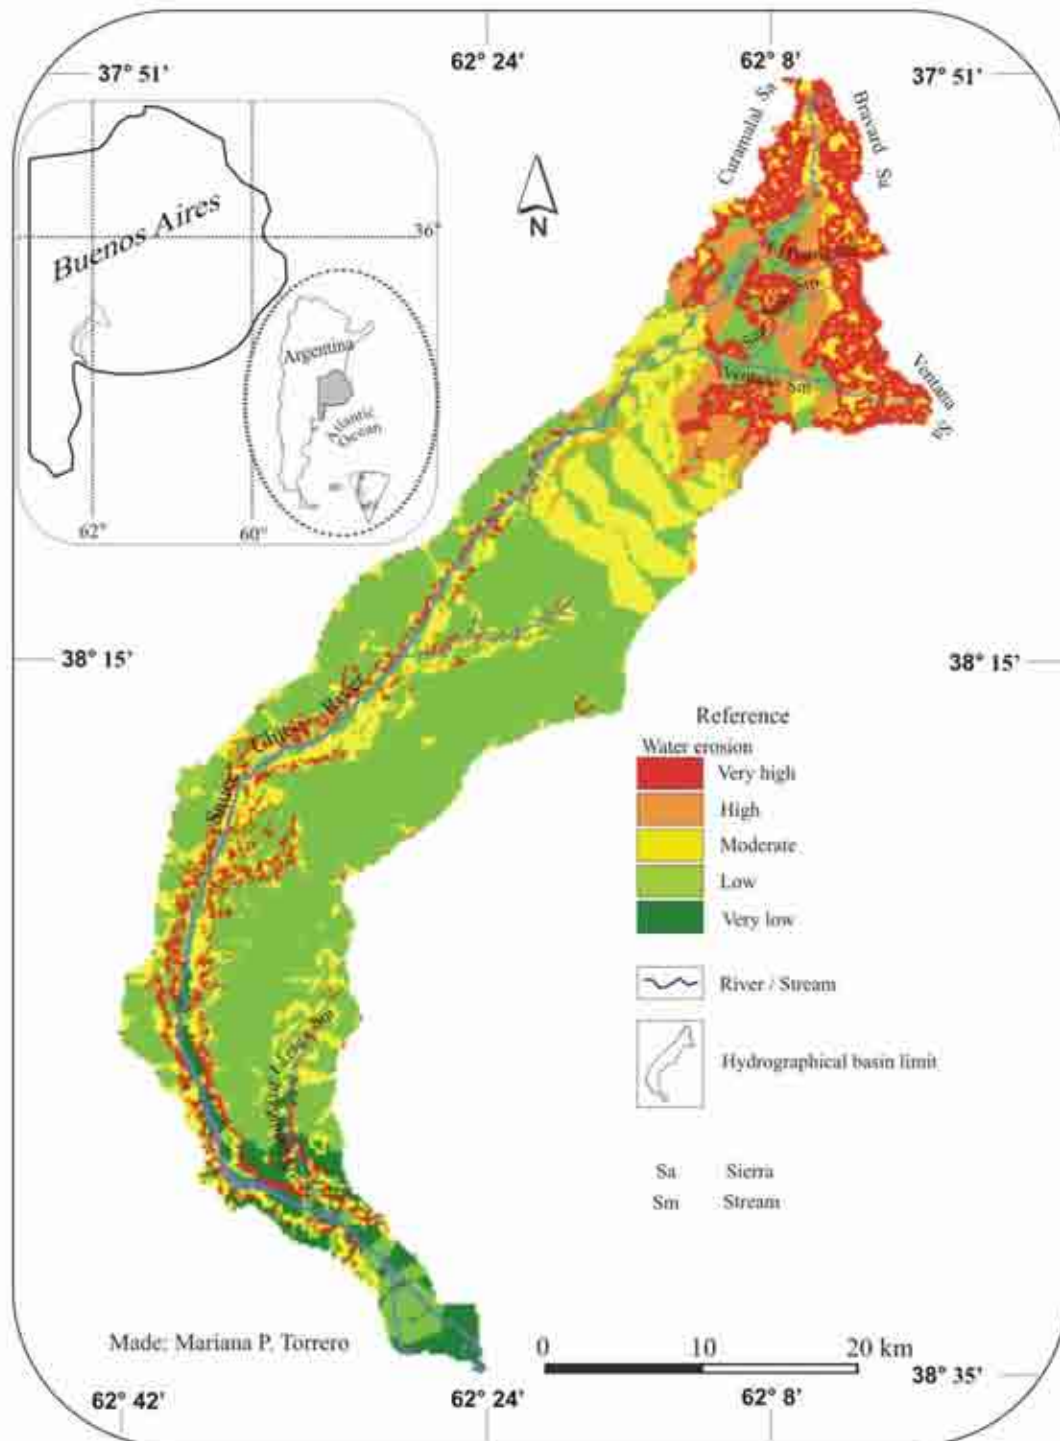 62° 24'
62° 8'
37° 51'
37° 51'
Curamalal Sa
Bravard Sa
Buenos Aires
36°
N
Argentina
Atlantic
Ocean
Ventana Sa
Sm
Sm
62°
60°
38° 15'
38° 15'
River
Sauce
Reference
Water erosion
Very high
High
Moderate
Low
Very low
River / Stream
Sm
Hydrographical basin limit
Sa Sierra
Sm Stream
Made: Mariana P. Torrero
0 10 20 km
38° 35'
62° 42'
62° 24'
62° 8'